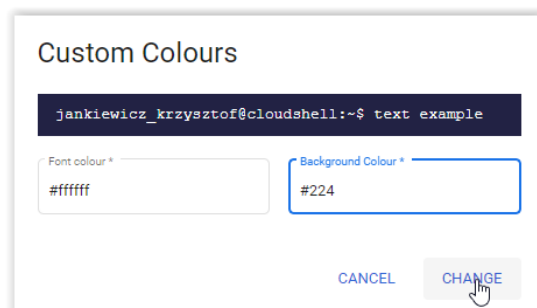 Custom Colours
jankiewicz_krzysztof@cloudshell:~$ text example
Font colour *
#ffffff
Background Colour *
#224
CANCEL
CHANGE